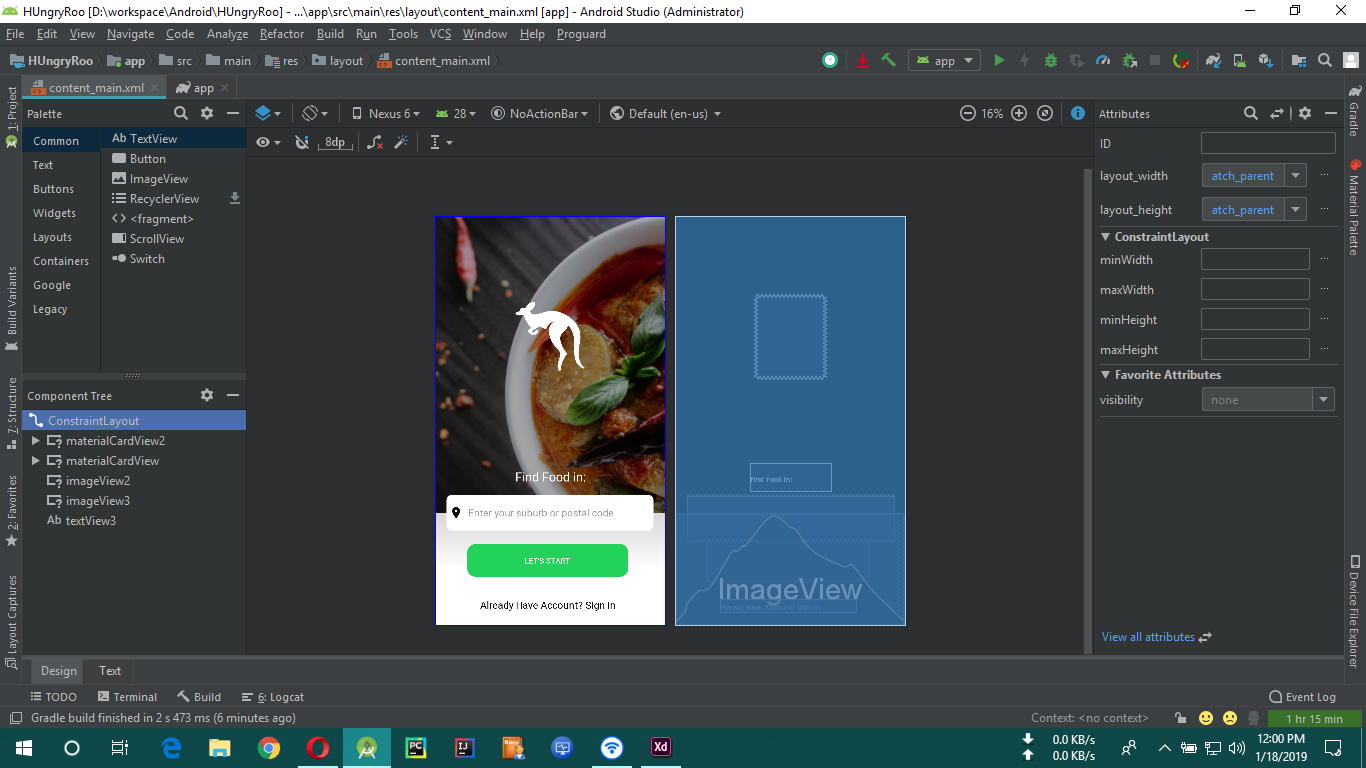 HUngryRoo [D:\workspace\Android\HUngryRoo] - ...\app\src\main\res\layout\content_main.xml [app] - Android Studio (Administrator)
File Edit View Navigate Code Analyze Refactor Build Run Tools VCS Window Help Proguard
HUngryRoo app src main res layout content_main.xml app
content_main.xml app
Palette
Nexus 6 28 NoActionBar Default (en-us) 16% Attributes
8dp
Common
Text
Buttons
Widgets
Layouts
Containers
Google
Legacy
Ab TextView
Button
ImageView
RecyclerView
<fragment>
ScrollView
Switch
Component Tree
ConstraintLayout
materialCardView2
materialCardView
imageView2
imageView3
Ab textView3
Find Food in:
Enter your suburb or postal code
LET'S START
Already Have Account? Sign In
Find Food in:
ImageView
Already Have Account? Sign In
ID
layout_width atch_parent
layout_height atch_parent
ConstraintLayout
minWidth
maxWidth
minHeight
maxHeight
Favorite Attributes
visibility none
View all attributes
1: Project
Build Variants
7: Structure
2: Favorites
Layout Captures
Gradle
Material Palette
Device File Explorer
Design Text
TODO Terminal Build 6: Logcat Event Log
Gradle build finished in 2 s 473 ms (6 minutes ago) Context: <no context> 1 hr 15 min
PC IJ Diary Xd
0.0 KB/s
0.0 KB/s
12:00 PM
1/18/2019